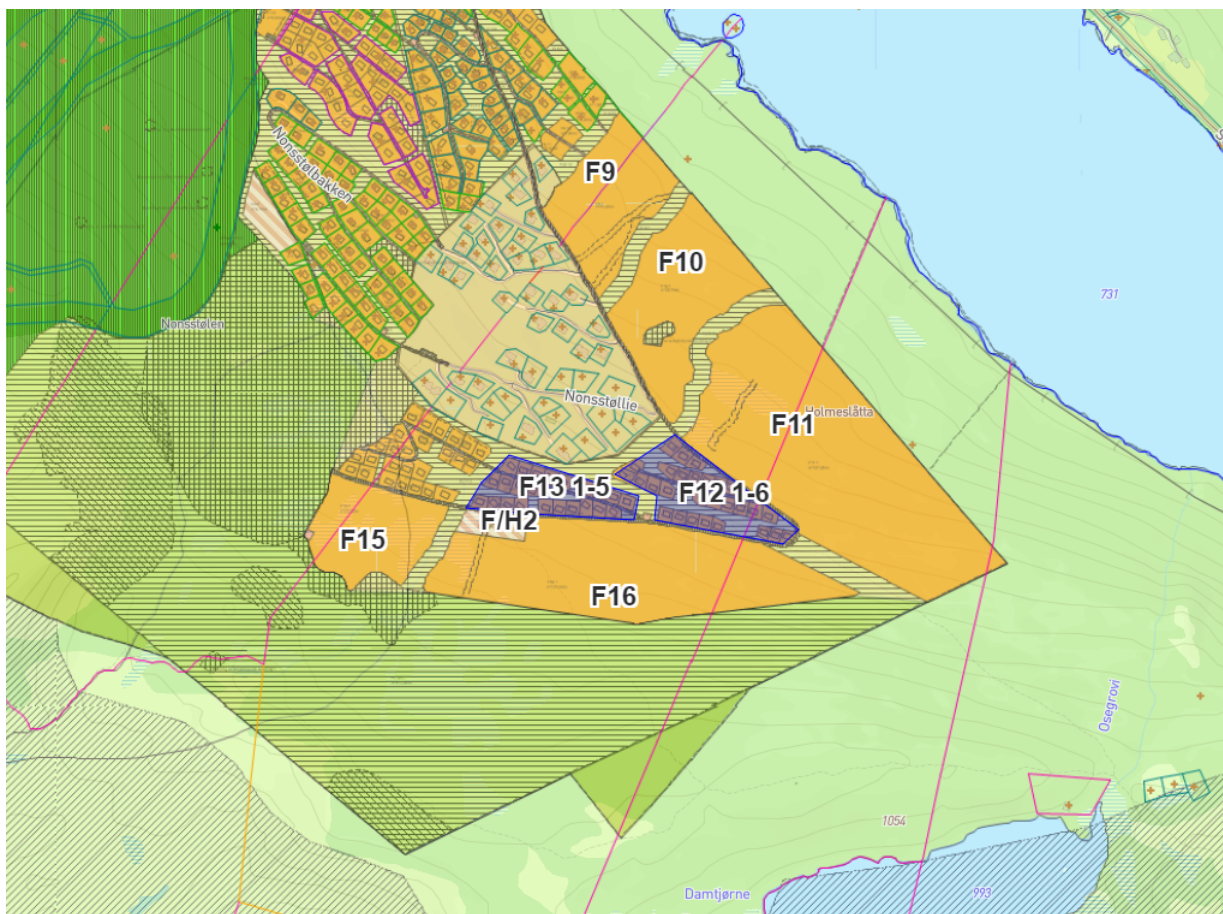 Nonsstølbakken
F9
F10
731
Nonsstølen
Nonsstøllie
Holmeslåtta
F11
F13 1-5
F12 1-6
F/H2
F15
F16
Osegrovi
1054
Damtjørne
993